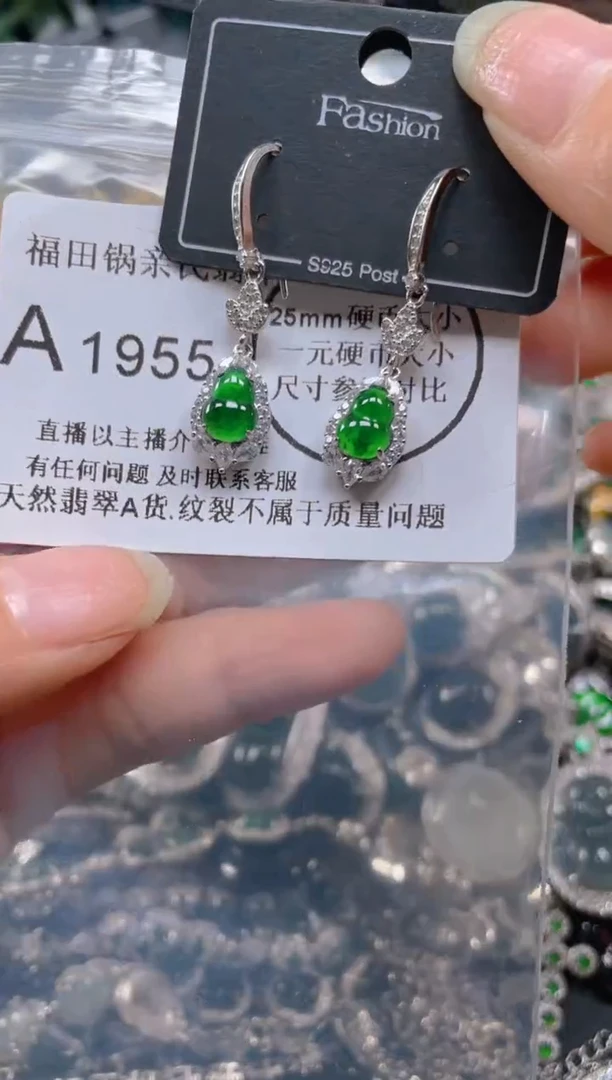 Fashion
S925 Post
福田锅亲民翡
A 1955
25mm硬币大小
一元硬币大小
尺寸参 对比
直播以主播介
有任何问题 及时联系客服
天然翡翠A货.纹裂不属于质量问题